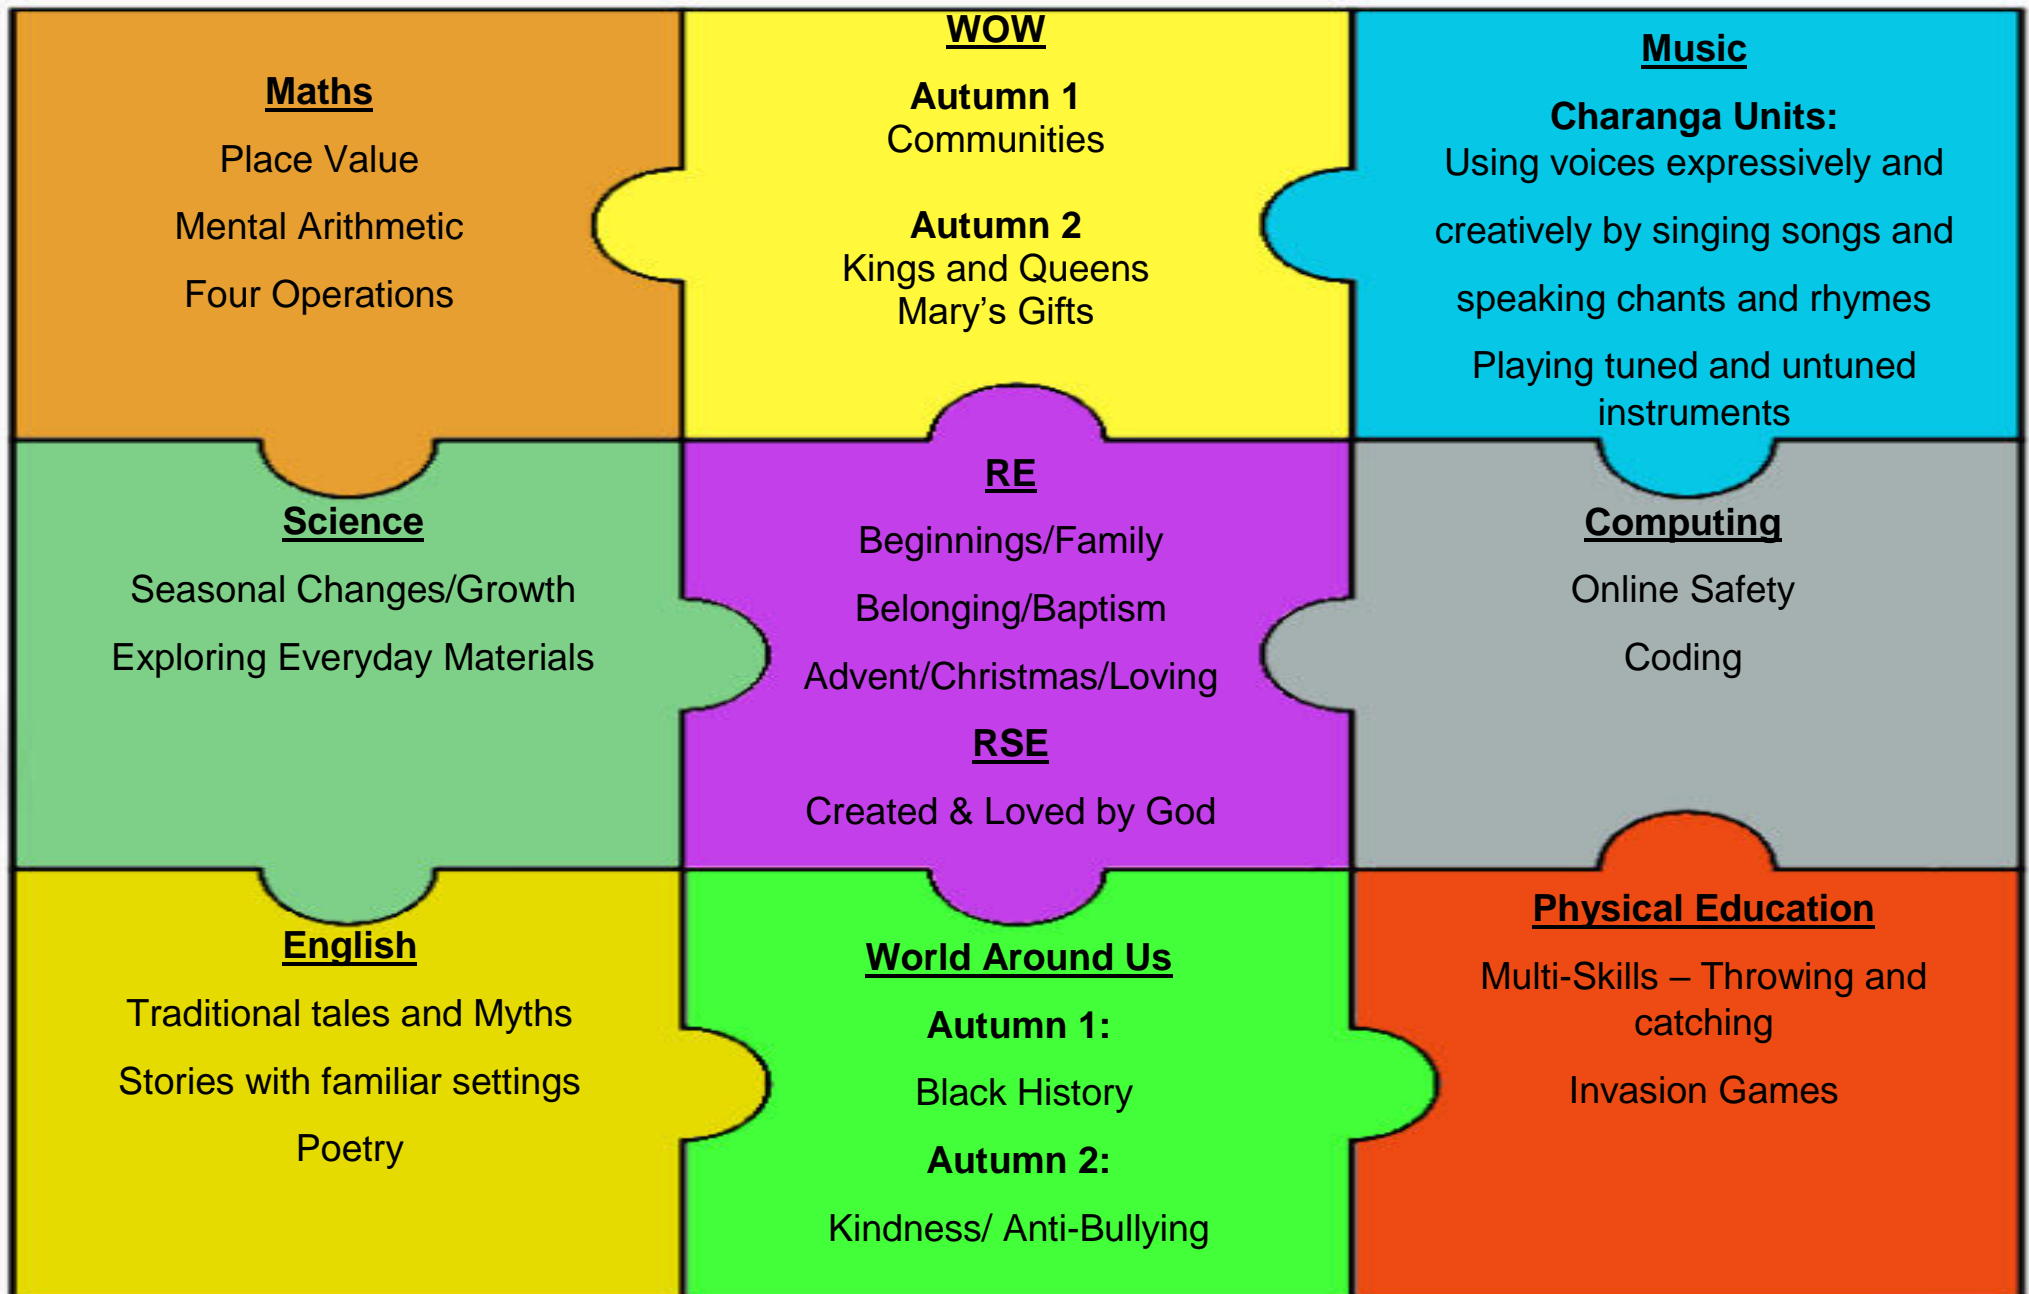 Maths
Place Value
Mental Arithmetic
Four Operations
WOW
Autumn 1
Communities
Autumn 2
Kings and Queens
Mary’s Gifts
Music
Charanga Units:
Using voices expressively and
creatively by singing songs and
speaking chants and rhymes
Playing tuned and untuned
instruments
Science
Seasonal Changes/Growth
Exploring Everyday Materials
RE
Beginnings/Family
Belonging/Baptism
Advent/Christmas/Loving
RSE
Created & Loved by God
Computing
Online Safety
Coding
English
Traditional tales and Myths
Stories with familiar settings
Poetry
World Around Us
Autumn 1:
Black History
Autumn 2:
Kindness/ Anti-Bullying
Physical Education
Multi-Skills – Throwing and
catching
Invasion Games